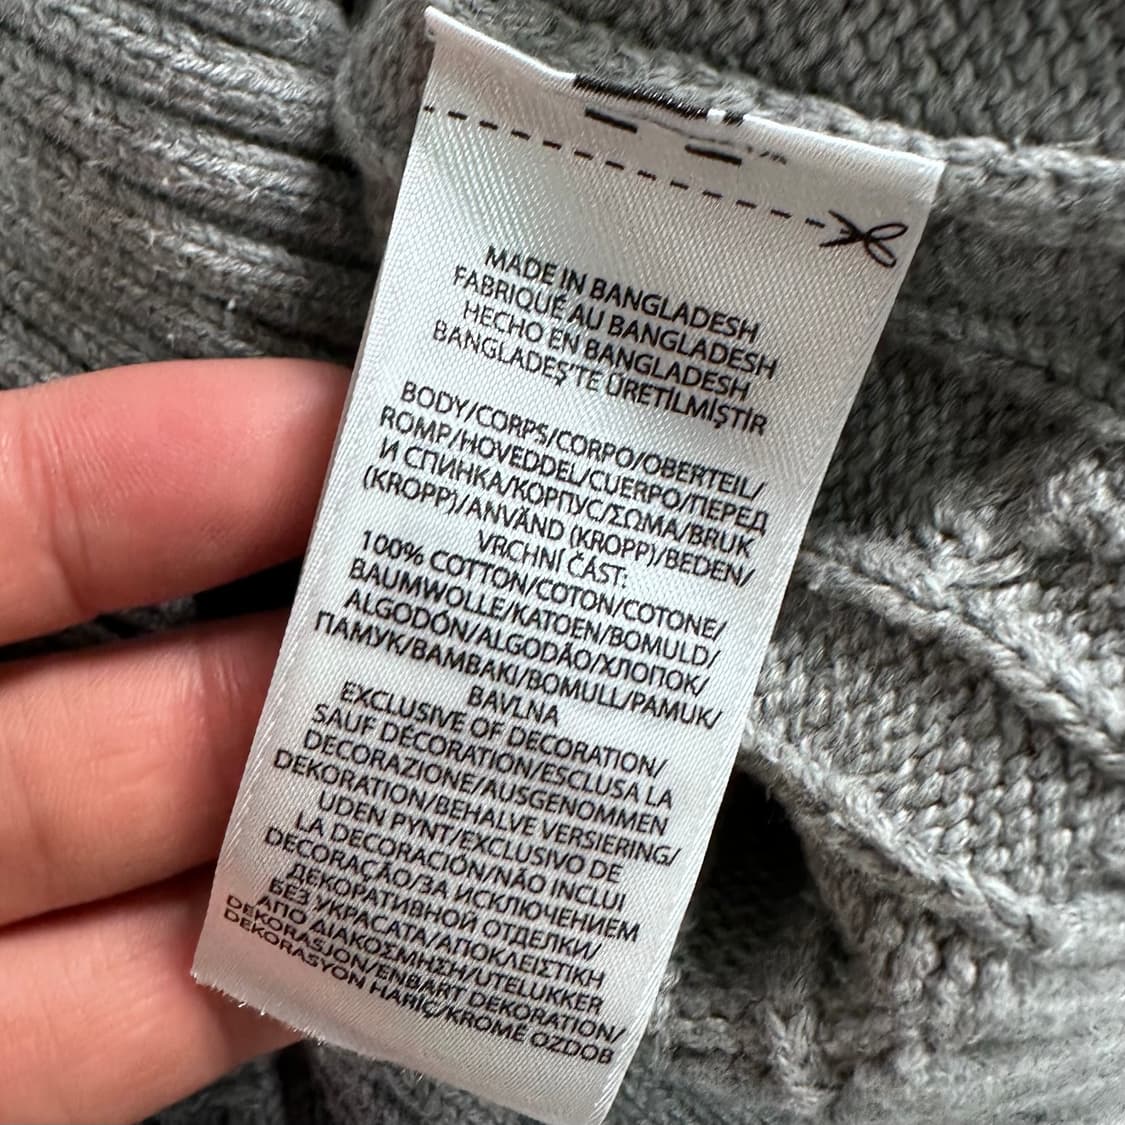 MADE IN BANGLADESH
FABRIQUÉ AU BANGLADESH
HECHO EN BANGLADESH
BANGLADEŞ'TE ÜRETİLMİŞTİR
BODY/CORPS/CORPO/OBERTEIL/
ROMP/HOVEDDEL/CUERPO/ПЕРЕД
И СПИНКА/КОРПУС/ΣΩΜΑ/BRUK
(KROPP)/ANVÄND (KROPP)/BEDEN/
VRCHNÍ ČÁST:
100% COTTON/COTON/COTONE/
BAUMWOLLE/KATOEN/BOMULD/
ALGODÓN/ALGODÃO/ХЛОПОК/
ПАМУК/ΒΑΜΒΑΚΙ/BOMULL/PAMUK/
BAVLNA
EXCLUSIVE OF DECORATION/
SAUF DÉCORATION/ESCLUSA LA
DECORAZIONE/AUSGENOMMEN
DEKORATION/BEHALVE VERSIERING/
UDEN PYNT/EXCLUSIVO DE
LA DECORACIÓN/NÃO INCLUI
DECORAÇÃO/ЗА ИСКЛЮЧЕНИЕМ
ДЕКОРАТИВНОЙ ОТДЕЛКИ/
БЕЗ УКРАСАТА/ΑΠΟΚΛΕΙΣΤΙΚΗ
ΑΠΟ ΔΙΑΚΟΣΜΗΣΗ/UTELUKKER
DEKORASJON/ENBART DEKORATION/
DEKORASYON HARİÇ/KROMĚ OZDOB